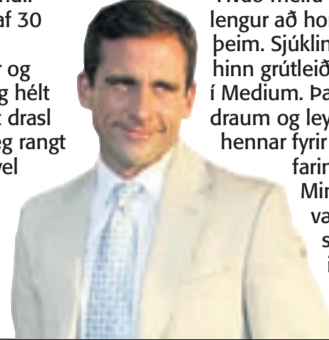 af 30
og
hélt
drasl
rangt
vel
lengur að hor
þeim. Sjúklin
hinn grútleið
í Medium. Þa
draum og ley
hennar fyrir
farin
Min
va
s
i